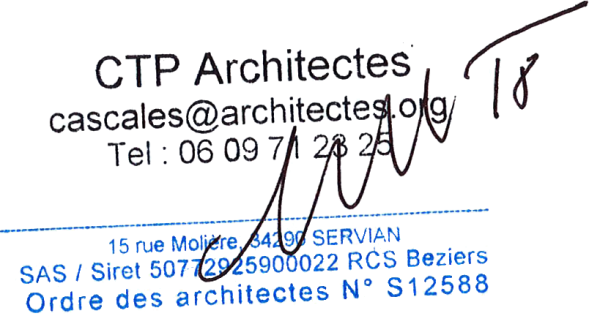 CTP Architectes
cascales@architectes.org
Tel : 06 09 71 23 25
15 rue Molière, 34290 SERVIAN
SAS / Siret 50772925900022 RCS Beziers
Ordre des architectes N° S12588